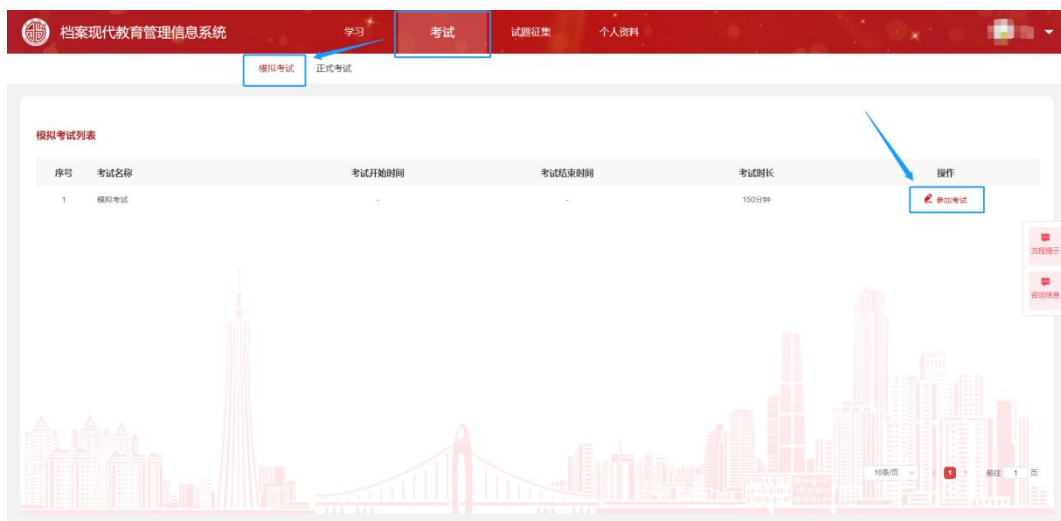 档案现代教育管理信息系统 学习 考试 试题征集 个人资料
模拟考试 正式考试
模拟考试列表
序号 考试名称 考试开始时间 考试结束时间 考试时长 操作
1 模拟考试 - - 150分钟 参加考试
流程提示
咨询信息
10条/页 < 1 > 前往 1 页